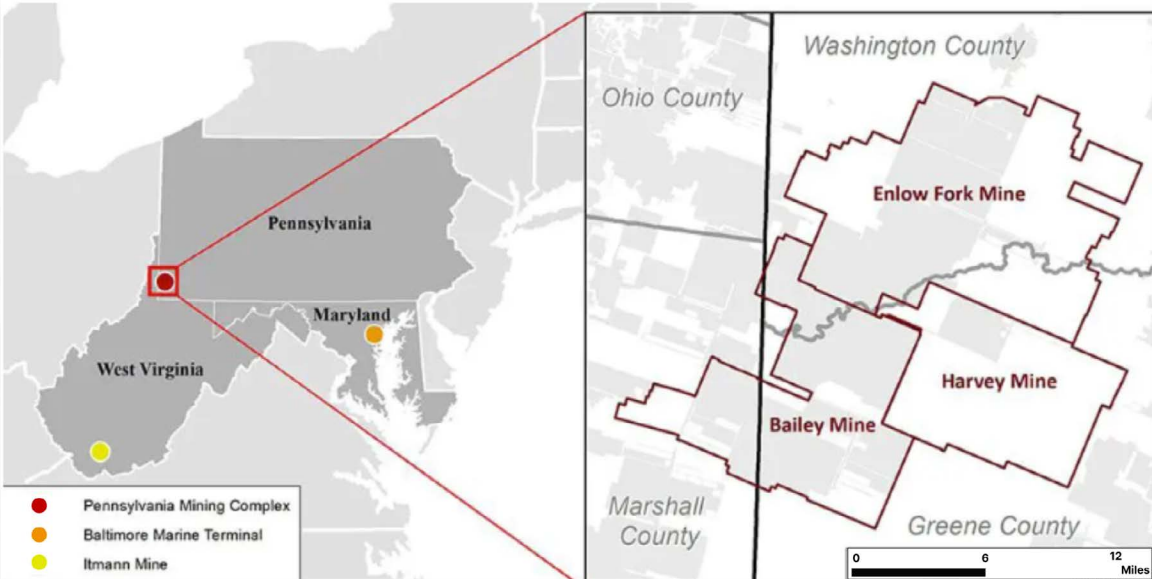 Pennsylvania
Maryland
West Virginia
Pennsylvania Mining Complex
Baltimore Marine Terminal
Itmann Mine
Washington County
Ohio County
Enlow Fork Mine
Harvey Mine
Bailey Mine
Marshall
County
Greene County
0 6 12
Miles